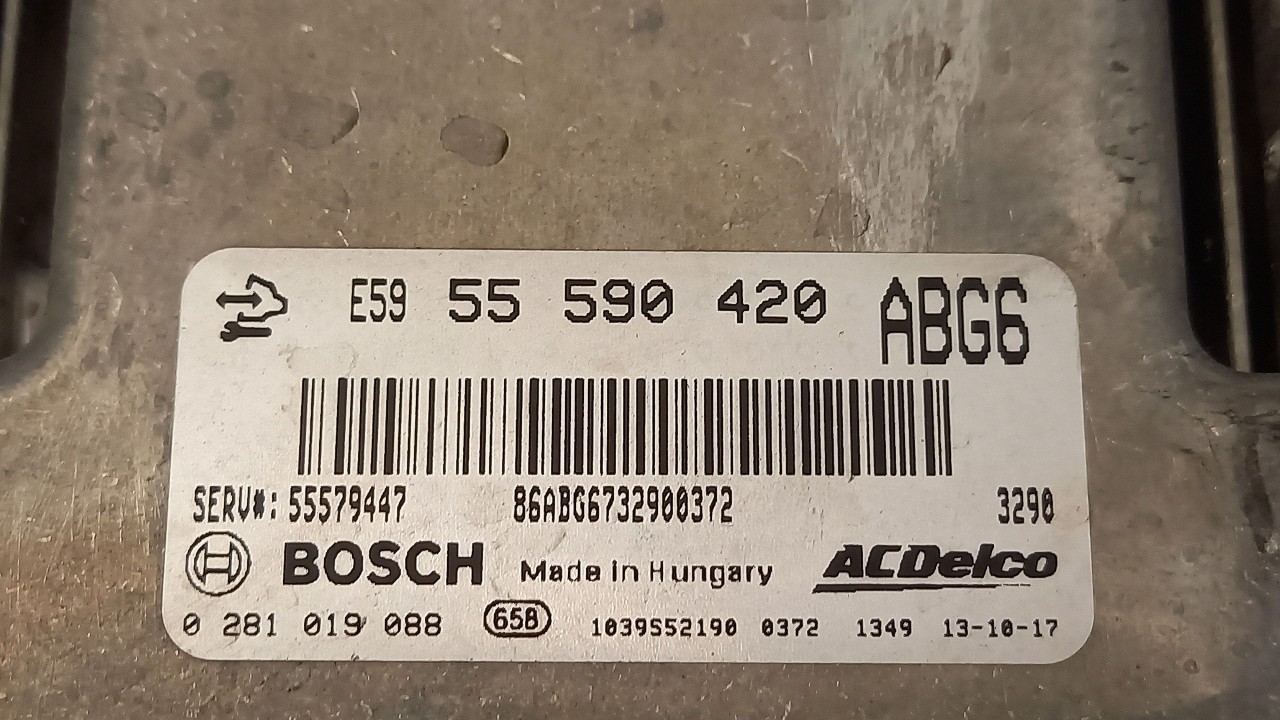 E59 55 590 420 ABG6
SERV#: 55579447 86ABG6732900372 3290
BOSCH Made in Hungary ACDelco
0 281 019 088 658 1039S52190 0372 1349 13-10-17